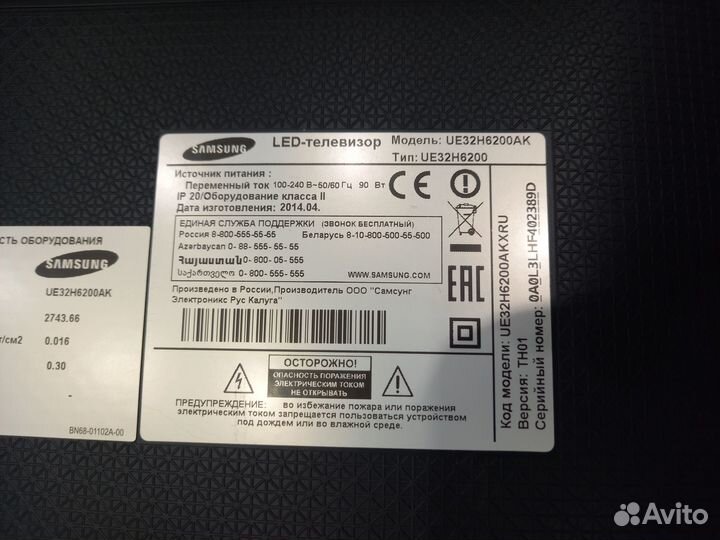 SAMSUNG
LED-телевизор
Модель: UE32H6200AK
Тип: UE32H6200
Источник питания :
Переменный ток 100-240 В~50/60 Гц 90 Вт
IP 20/Оборудование класса II
Дата изготовления: 2014.04.
ЕДИНАЯ СЛУЖБА ПОДДЕРЖКИ (ЗВОНОК БЕСПЛАТНЫЙ)
Россия 8-800-555-55-55 Беларусь 8-10-800-500-55-500
Azerbaycan 0- 88- 555- 55- 55
Հայաստան 0- 800- 05- 555
საქართველო 0- 800- 555- 555
WWW.SAMSUNG.COM
Произведено в России,Производитель ООО "Самсунг
Электроникс Рус Калуга"
CE
EAC
ОСТОРОЖНО!
ОПАСНОСТЬ ПОРАЖЕНИЯ
ЭЛЕКТРИЧЕСКИМ ТОКОМ
НЕ ОТКРЫВАТЬ
ПРЕДУПРЕЖДЕНИЕ: во избежание пожара или поражения
электрическим током запрещается пользоваться устройством
под дождем или во влажной среде.
Код модели: UE32H6200AKXRU
Версия: TH01
Серийный номер: 0A0L3LHF402389D
СТЬ ОБОРУДОВАНИЯ
SAMSUNG
UE32H6200AK
2743.66
г/см2 0.016
0.30
-
BN68-01102A-00
Avito